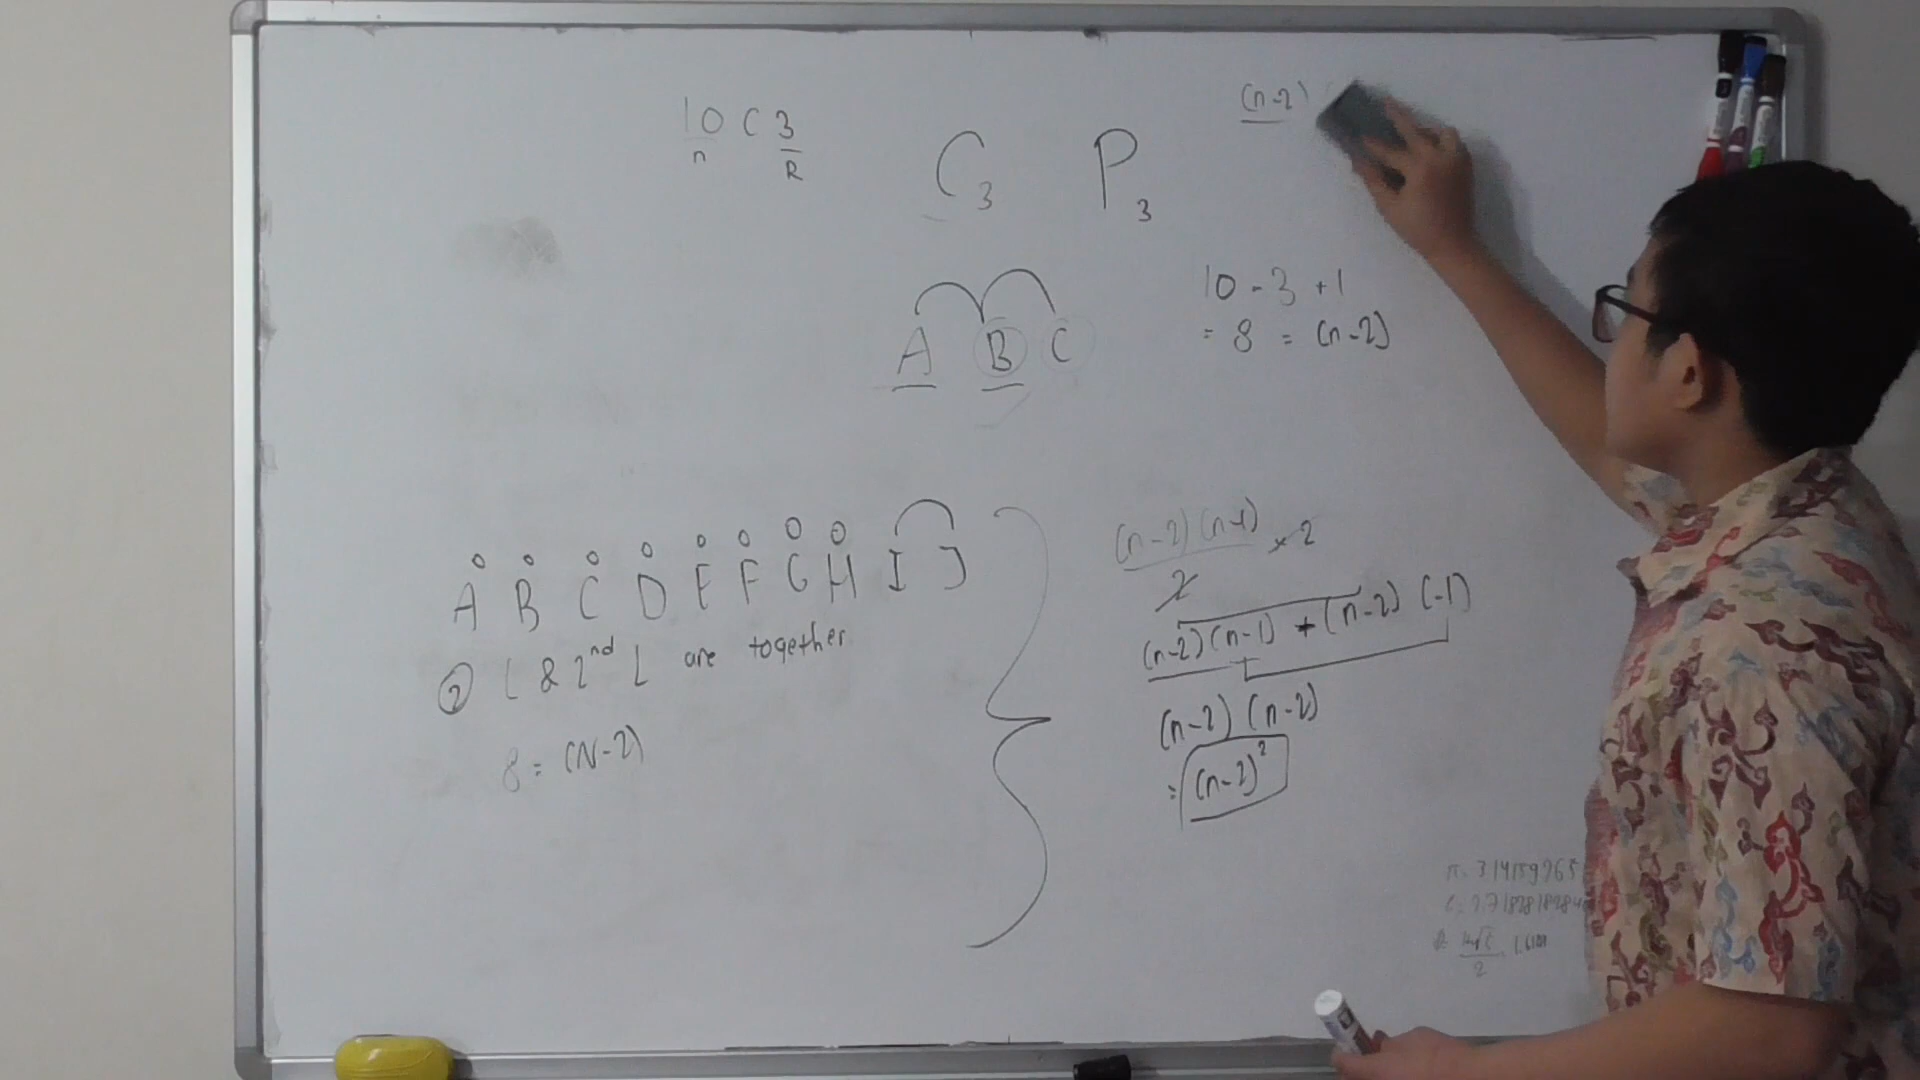 10 C 3
n R
C3 P3
(n-2)
A B C
10 - 3 + 1
= 8 = (n-2)
A B C D E F G H I J
② L & 2nd L are together
8 = (N-2)
(n-2)(n-1) × 2
2
(n-2)(n-1) + (n-2)(-1)
(n-2)(n-2)
= (n-2)²
π = 3.14159265
e = 2.7182818284